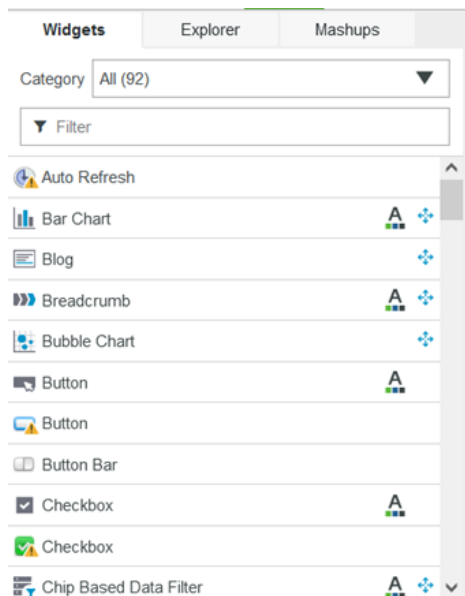 Widgets Explorer Mashups
Category All (92)
Filter
Auto Refresh
Bar Chart A
Blog
Breadcrumb A
Bubble Chart
Button A
Button
Button Bar
Checkbox A
Checkbox
Chip Based Data Filter A